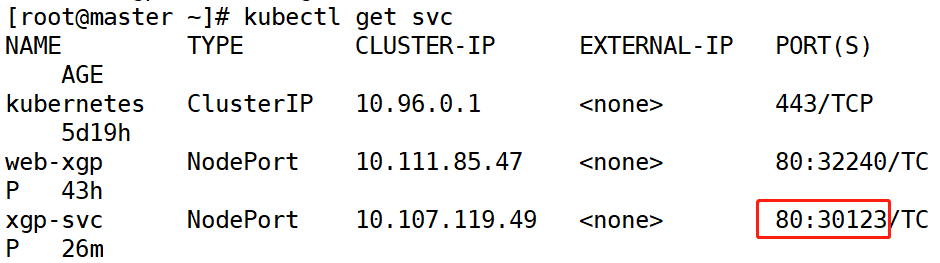 [root@master ~]# kubectl get svc
NAME         TYPE        CLUSTER-IP      EXTERNAL-IP   PORT(S)
    AGE
kubernetes   ClusterIP   10.96.0.1       <none>        443/TCP
    5d19h
web-xgp      NodePort    10.111.85.47    <none>        80:32240/TC
P   43h
xgp-svc      NodePort    10.107.119.49   <none>        80:30123/TC
P   26m